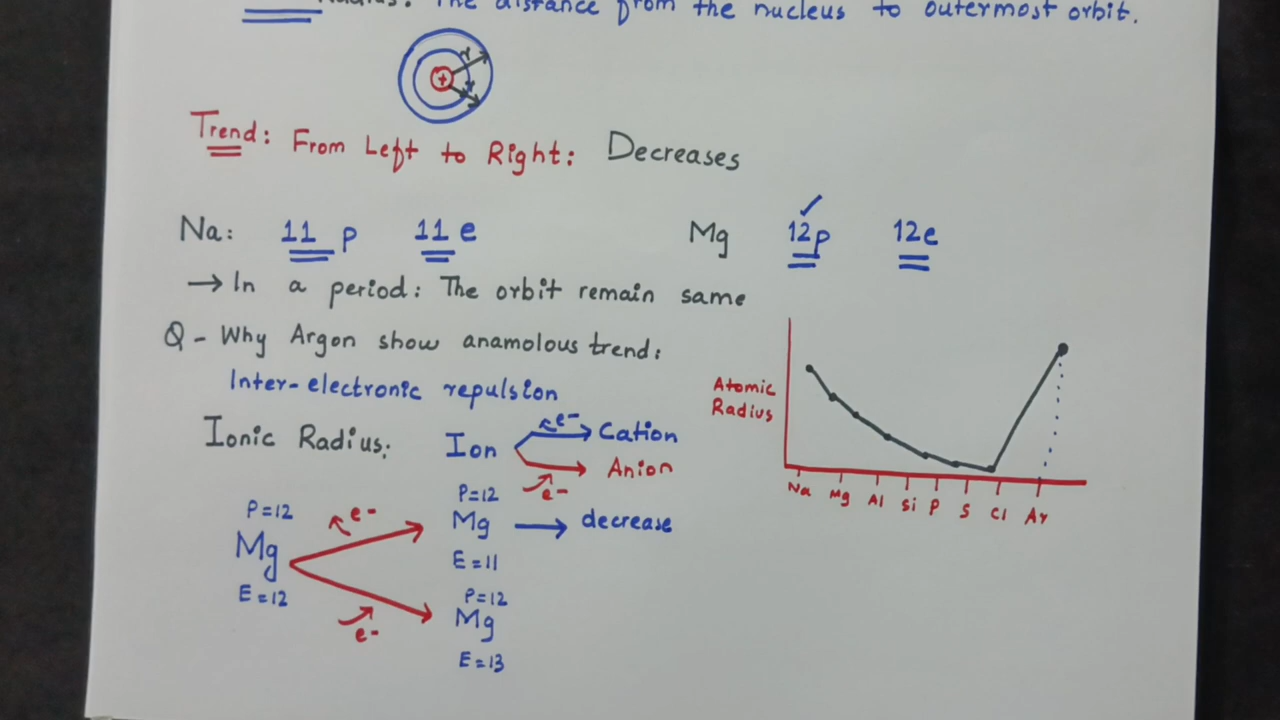 Radius: The distance from the nucleus to outermost orbit.
+
Trend: From Left to Right: Decreases
Na: 11 p 11 e Mg 12p 12e
→ In a period: The orbit remain same
Q - Why Argon show anamolous trend:
Inter-electronic repulsion
Atomic
Radius
Na Mg Al Si P S Cl Ar
Ionic Radius: Ion e- Cation
e- Anion
P=12
Mg
E=12
e-
P=12
Mg → decrease
E=11
e-
P=12
Mg
E=13